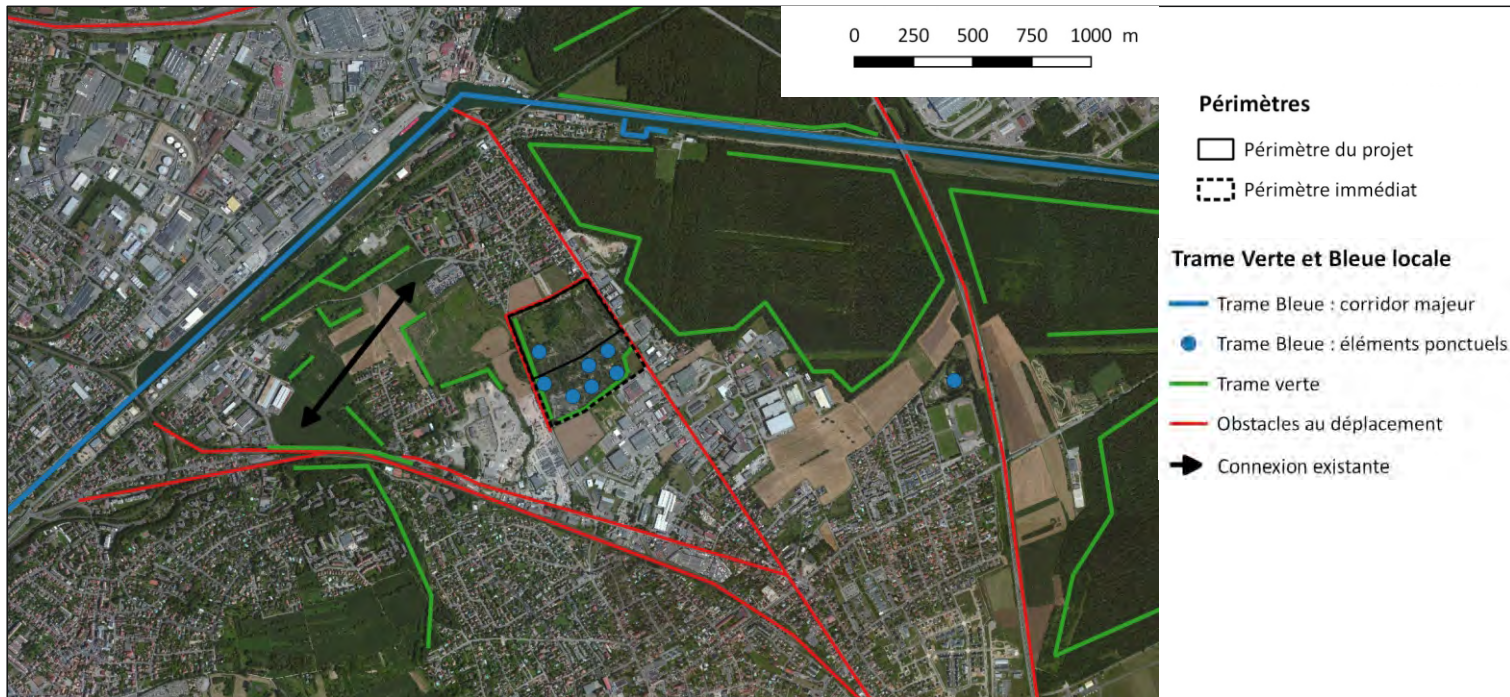 0 250 500 750 1000 m
Périmètres
Périmètre du projet
Périmètre immédiat
Trame Verte et Bleue locale
Trame Bleue : corridor majeur
Trame Bleue : éléments ponctuels
Trame verte
Obstacles au déplacement
Connexion existante